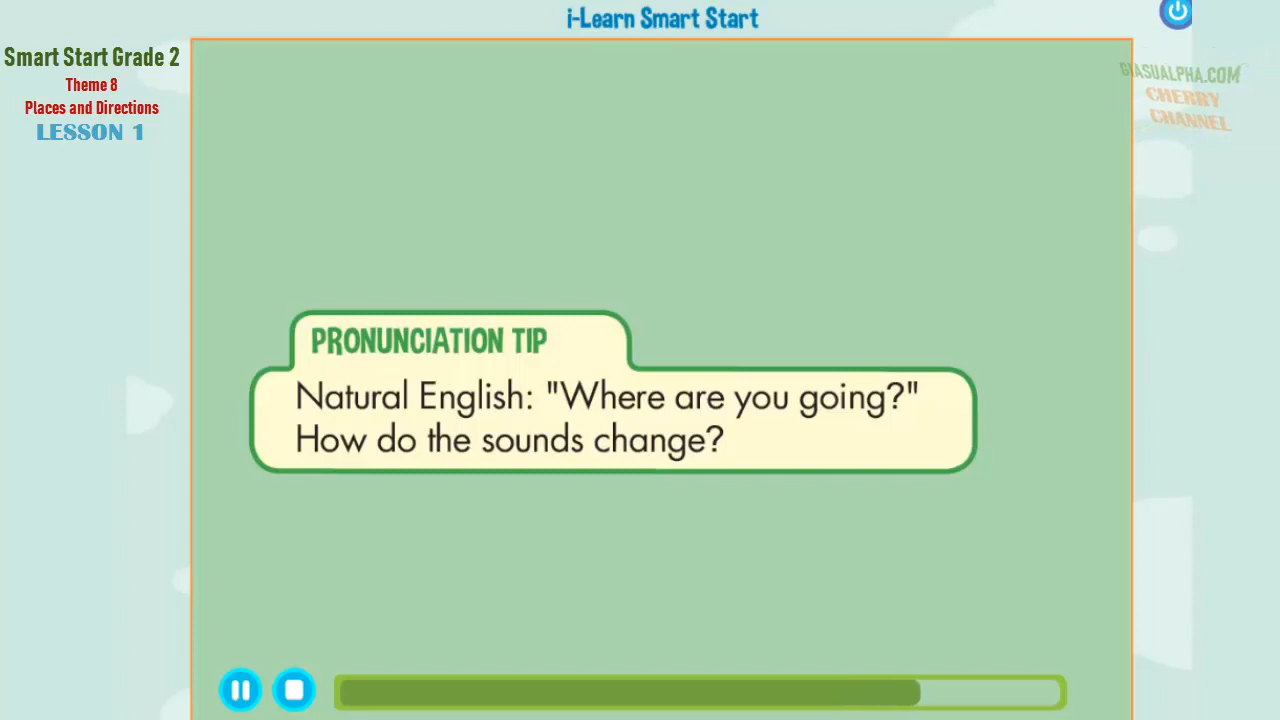 i-Learn Smart Start
Smart Start Grade 2
Theme 8
Places and Directions
LESSON 1
GIASUALPHA.COM
CHERRY
CHANNEL
PRONUNCIATION TIP
Natural English: "Where are you going?"
How do the sounds change?